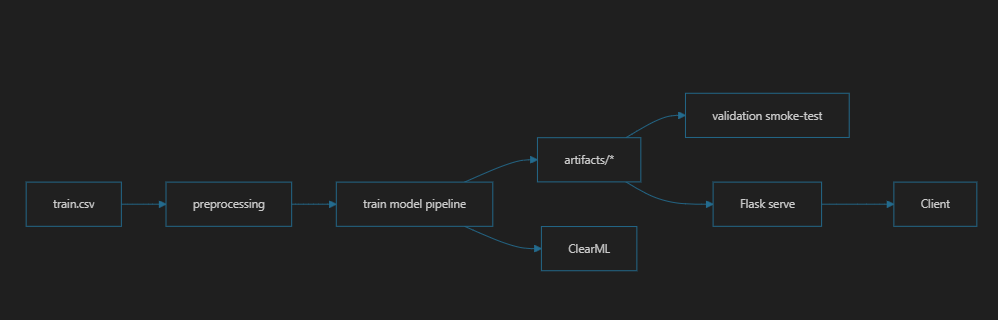 train.csv
preprocessing
train model pipeline
artifacts/*
ClearML
validation smoke-test
Flask serve
Client